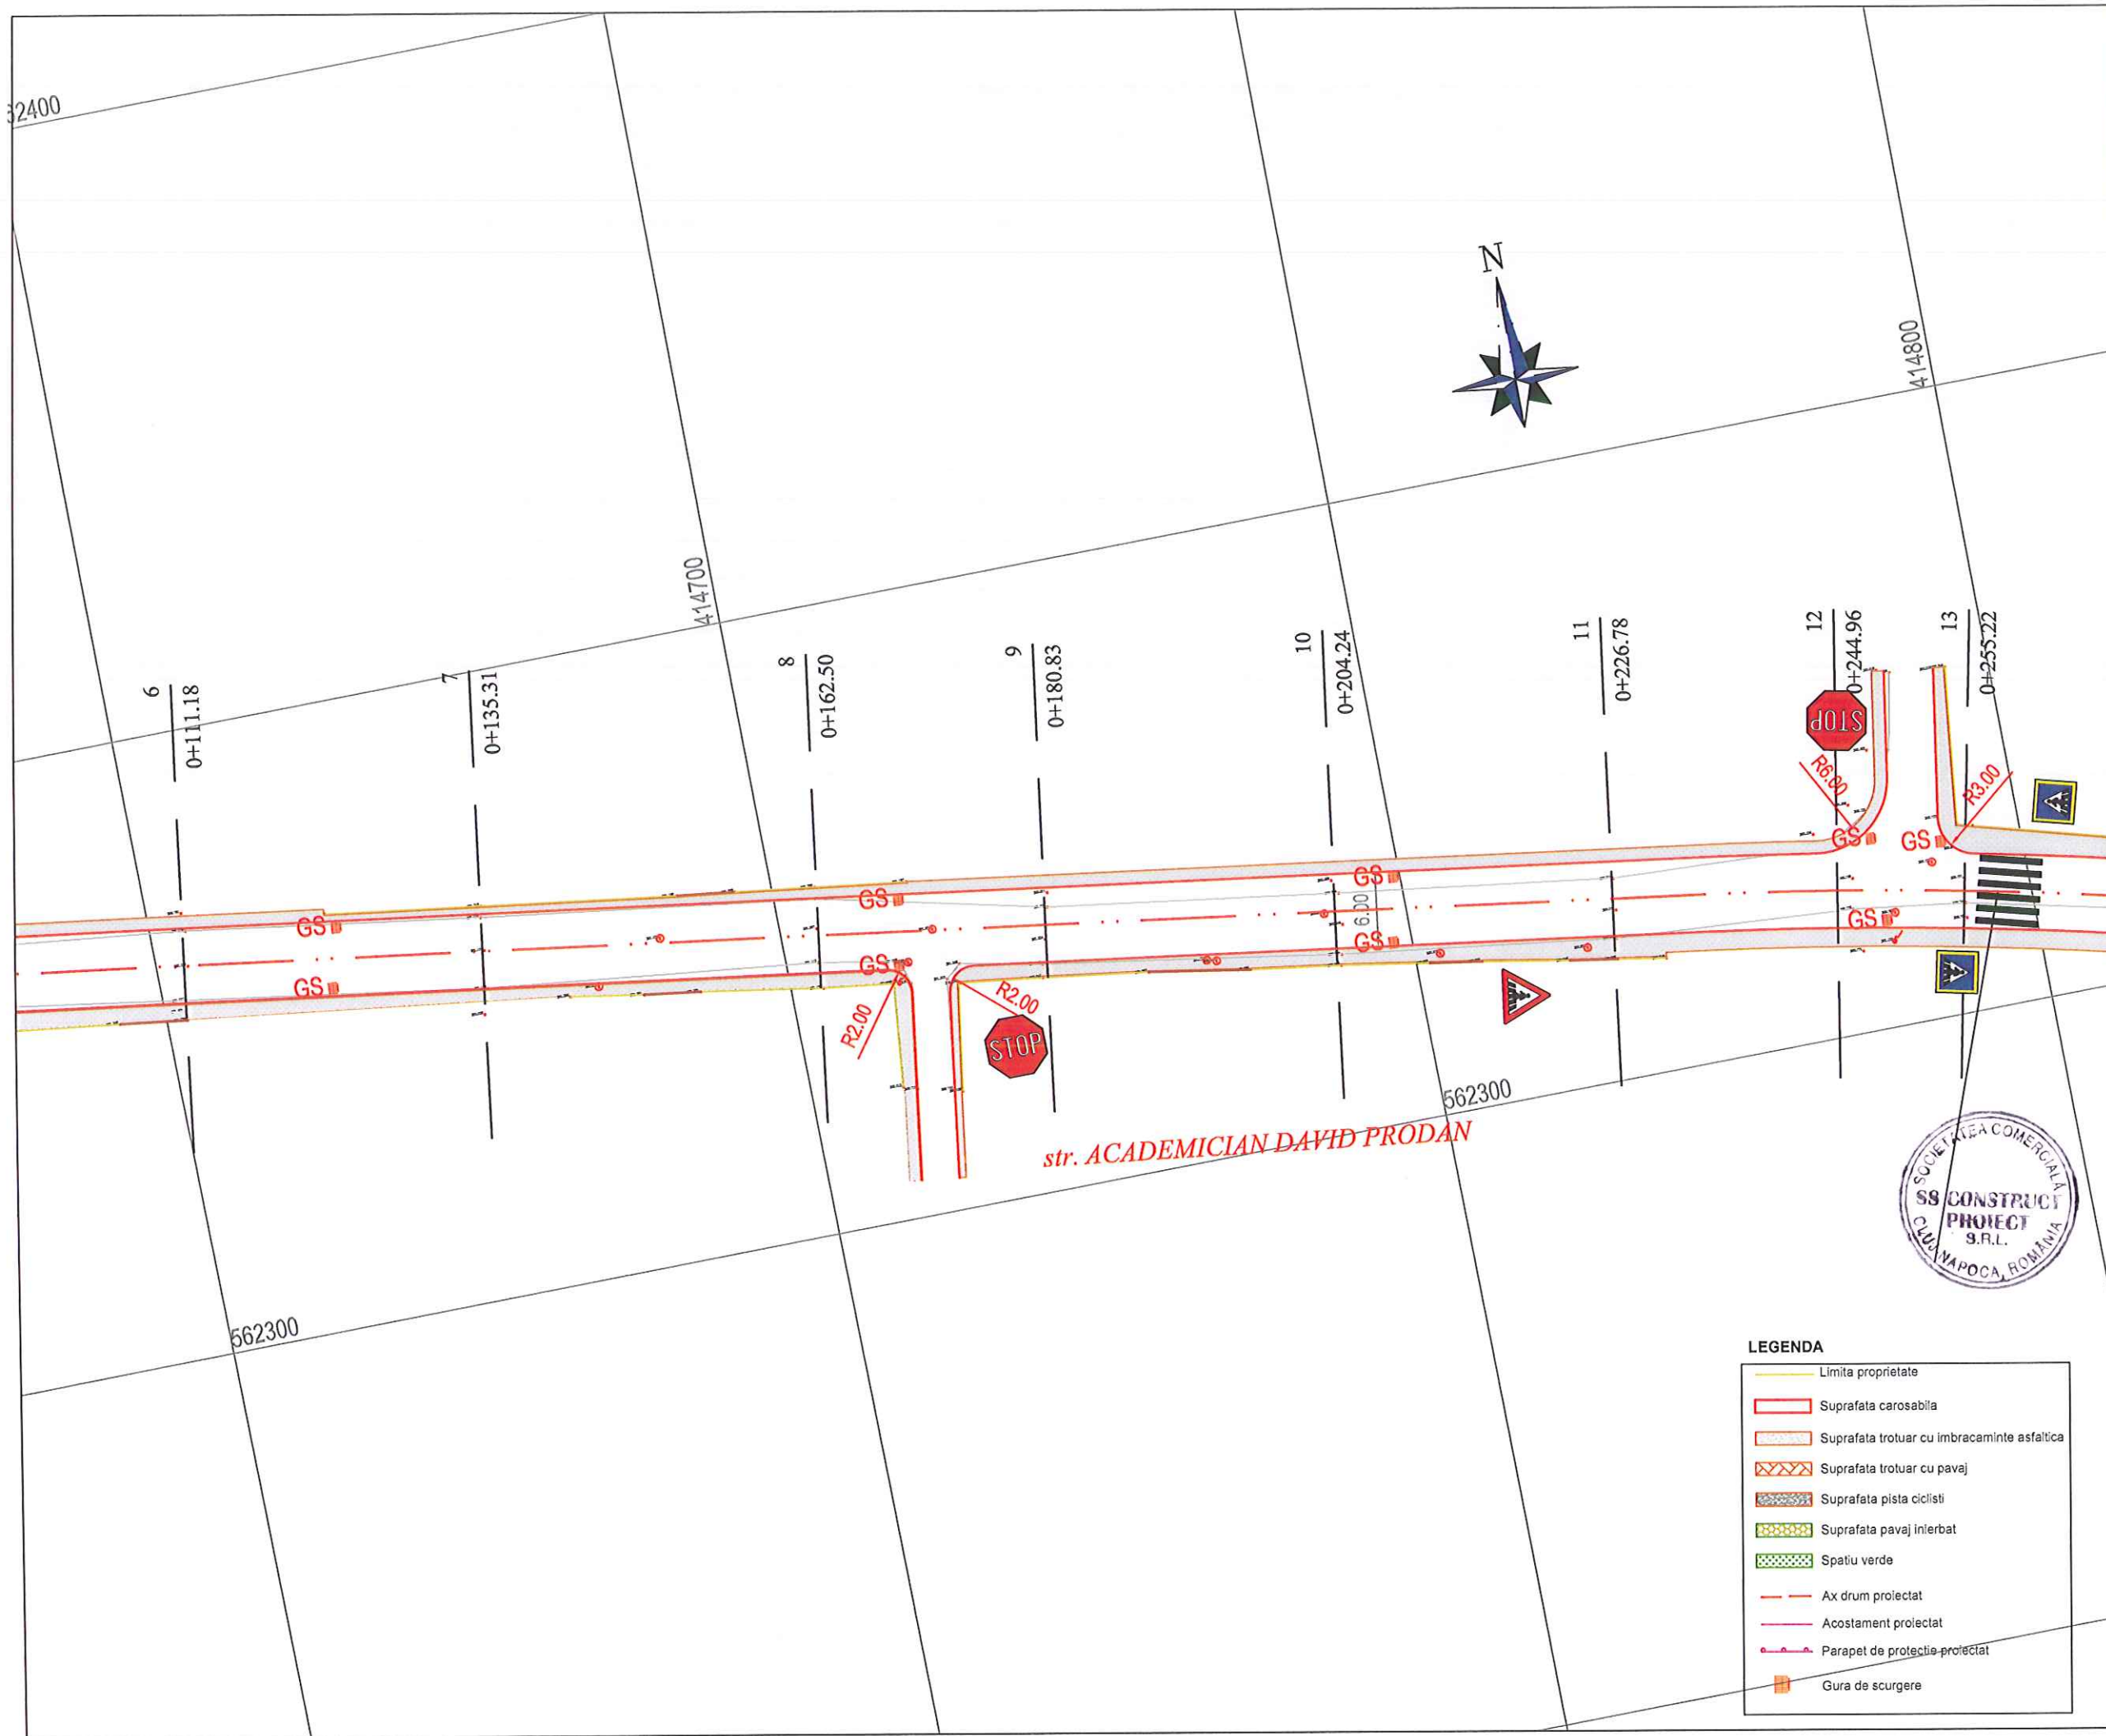 62400
N
414800
414700
6
0+111.18
7
0+135.31
8
0+162.50
9
0+180.83
10
0+204.24
11
0+226.78
12
0+244.96
13
0+255.22
STOP
R6.00
R3.00
GS
GS
GS
GS
GS
6.00
GS
GS
GS
GS
R2.00
R2.00
STOP
562300
str. ACADEMICIAN DAVID PRODAN
SOCIETATEA COMERCIALĂ
SS CONSTRUCT
PROIECT
S.R.L.
CLUJ-NAPOCA, ROMÂNIA
562300
LEGENDA
Limita proprietate
Suprafata carosabila
Suprafata trotuar cu imbracaminte asfaltica
Suprafata trotuar cu pavaj
Suprafata pista ciclisti
Suprafata pavaj inierbat
Spatiu verde
Ax drum proiectat
Acostament proiectat
Parapet de protectie proiectat
Gura de scurgere